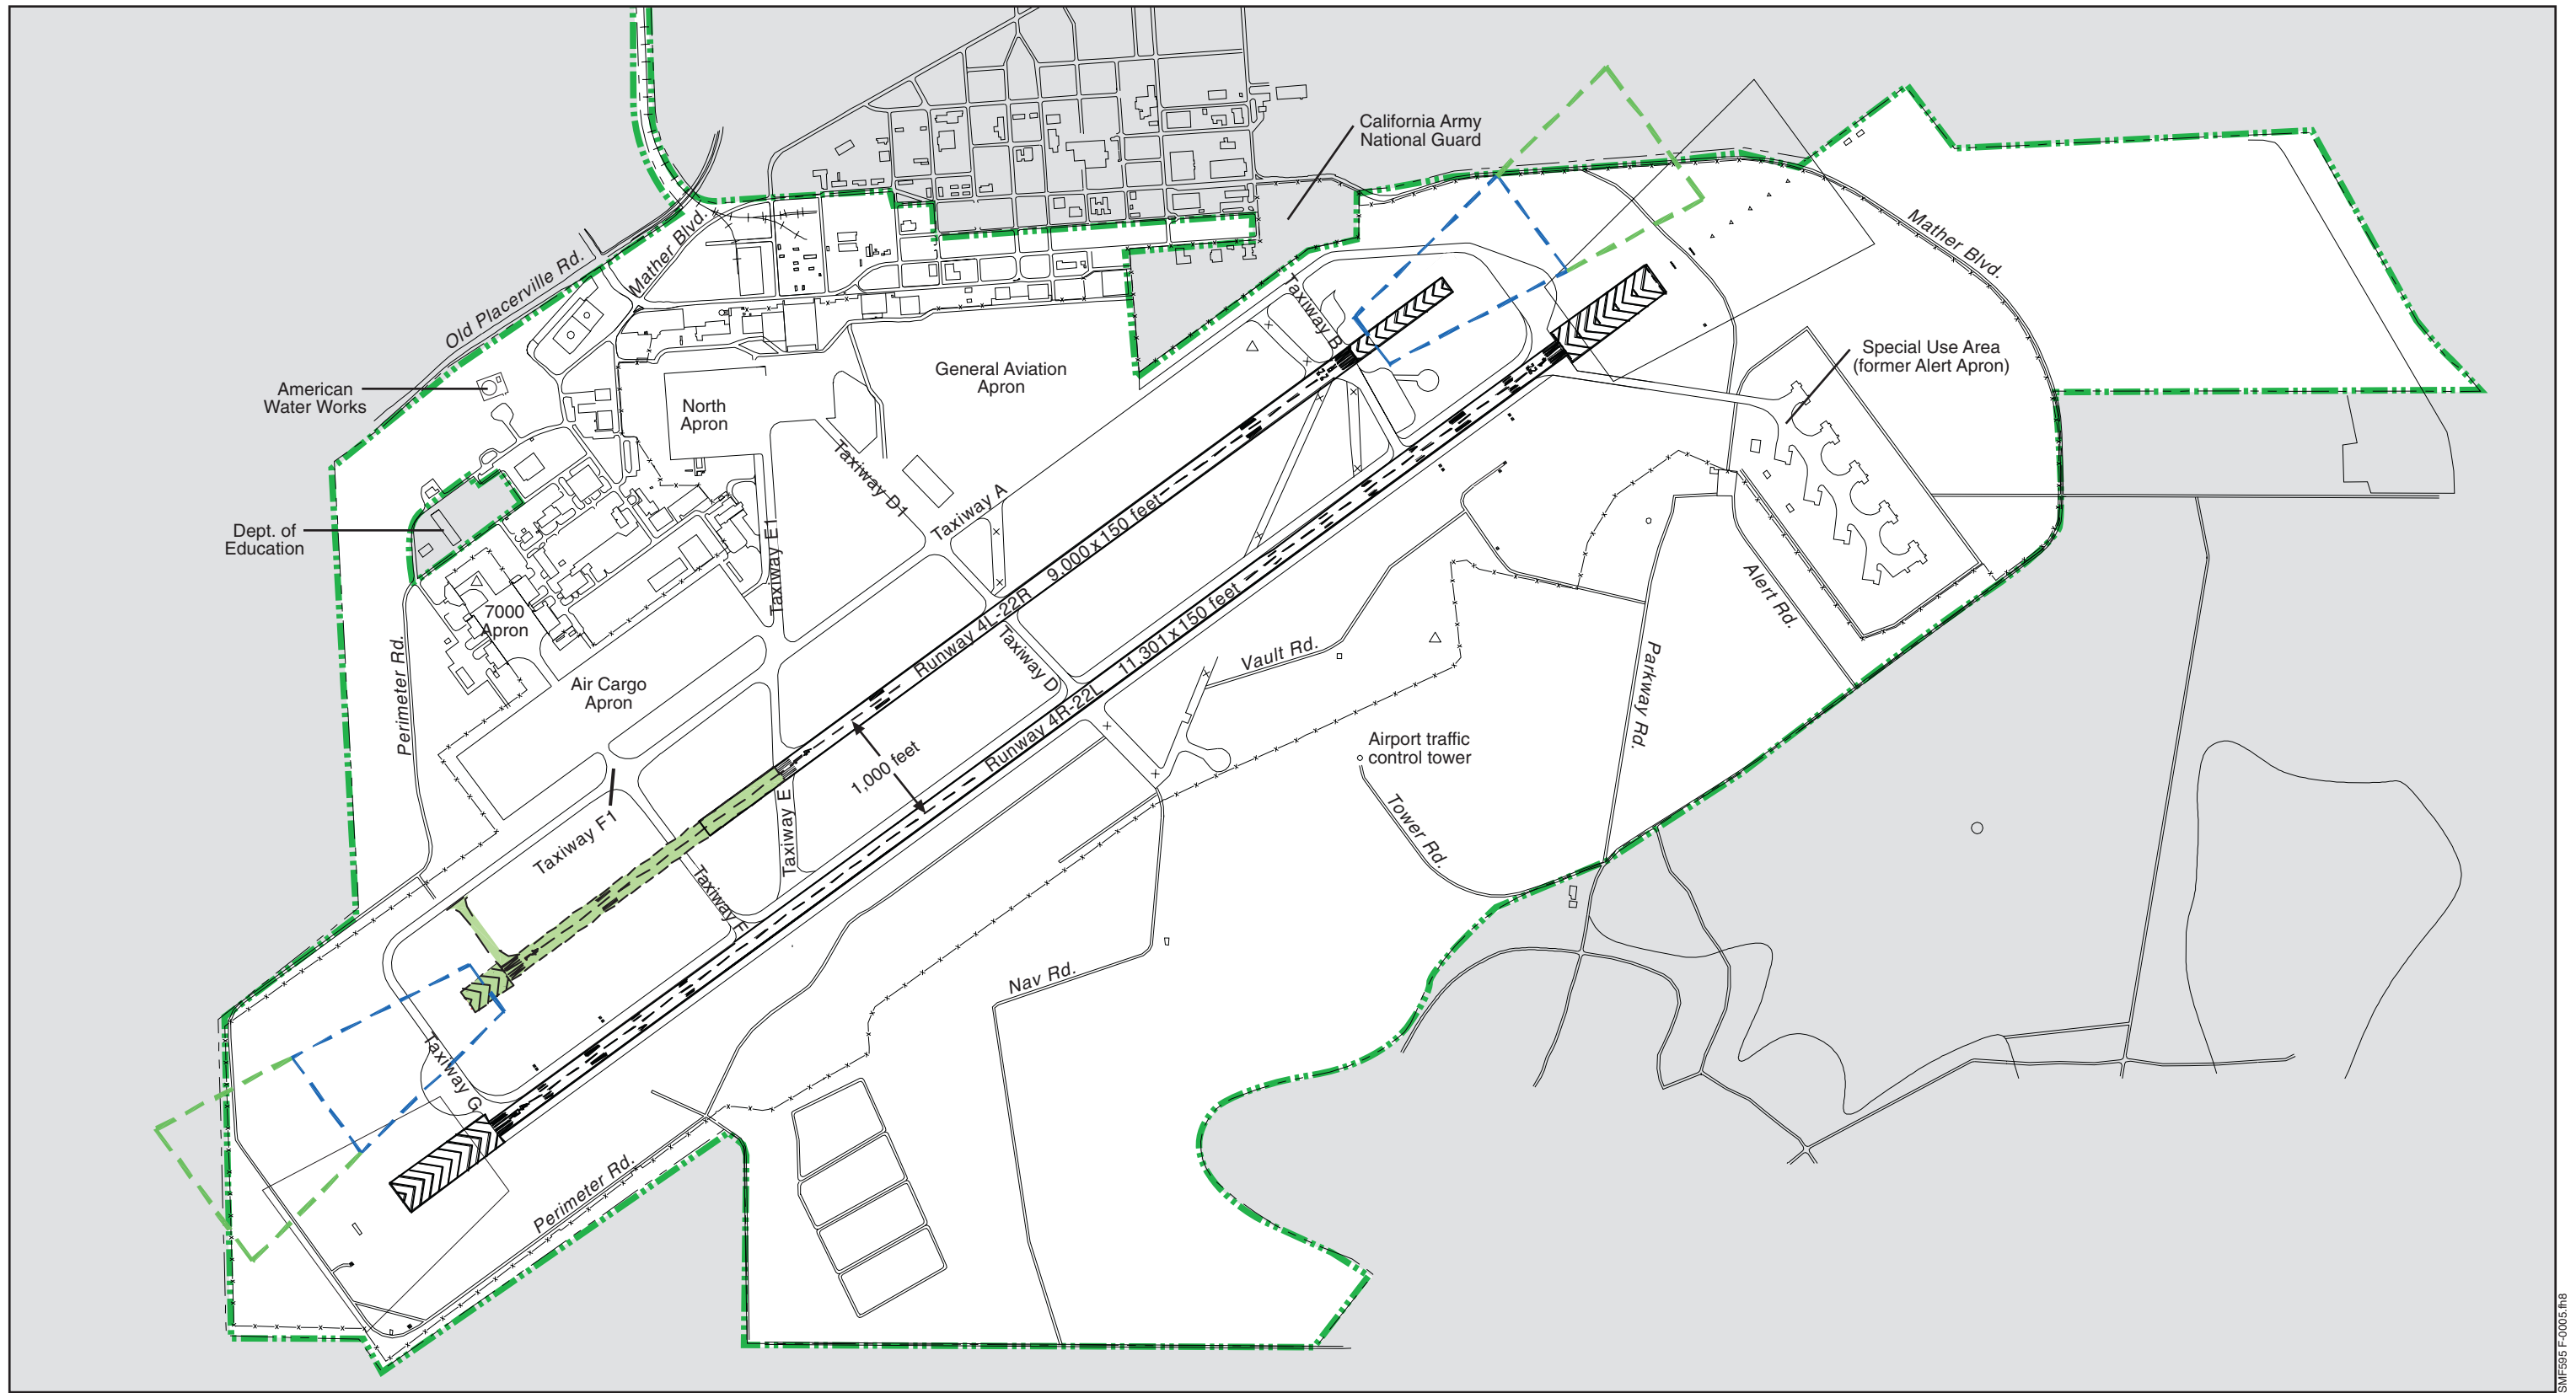 California Army
National Guard
Mather Blvd.
Mather Blvd.
Old Placerville Rd.
Taxiway B
Special Use Area
(former Alert Apron)
General Aviation
Apron
American
Water Works
North
Apron
Taxiway D1
Taxiway A
9,000 x 150 feet
Dept. of
Education
Taxiway E1
Alert Rd.
7000
Apron
Runway 4L-22R
11,301 x 150 feet
Taxiway D
Vault Rd.
Perimeter Rd.
Air Cargo
Apron
Parkway Rd.
Runway 4R-22L
Airport traffic
control tower
1,000 feet
Taxiway E
Taxiway F1
Tower Rd.
Taxiway F
Nav Rd.
Taxiway G
Perimeter Rd.
SMF595 F-0005.fh8